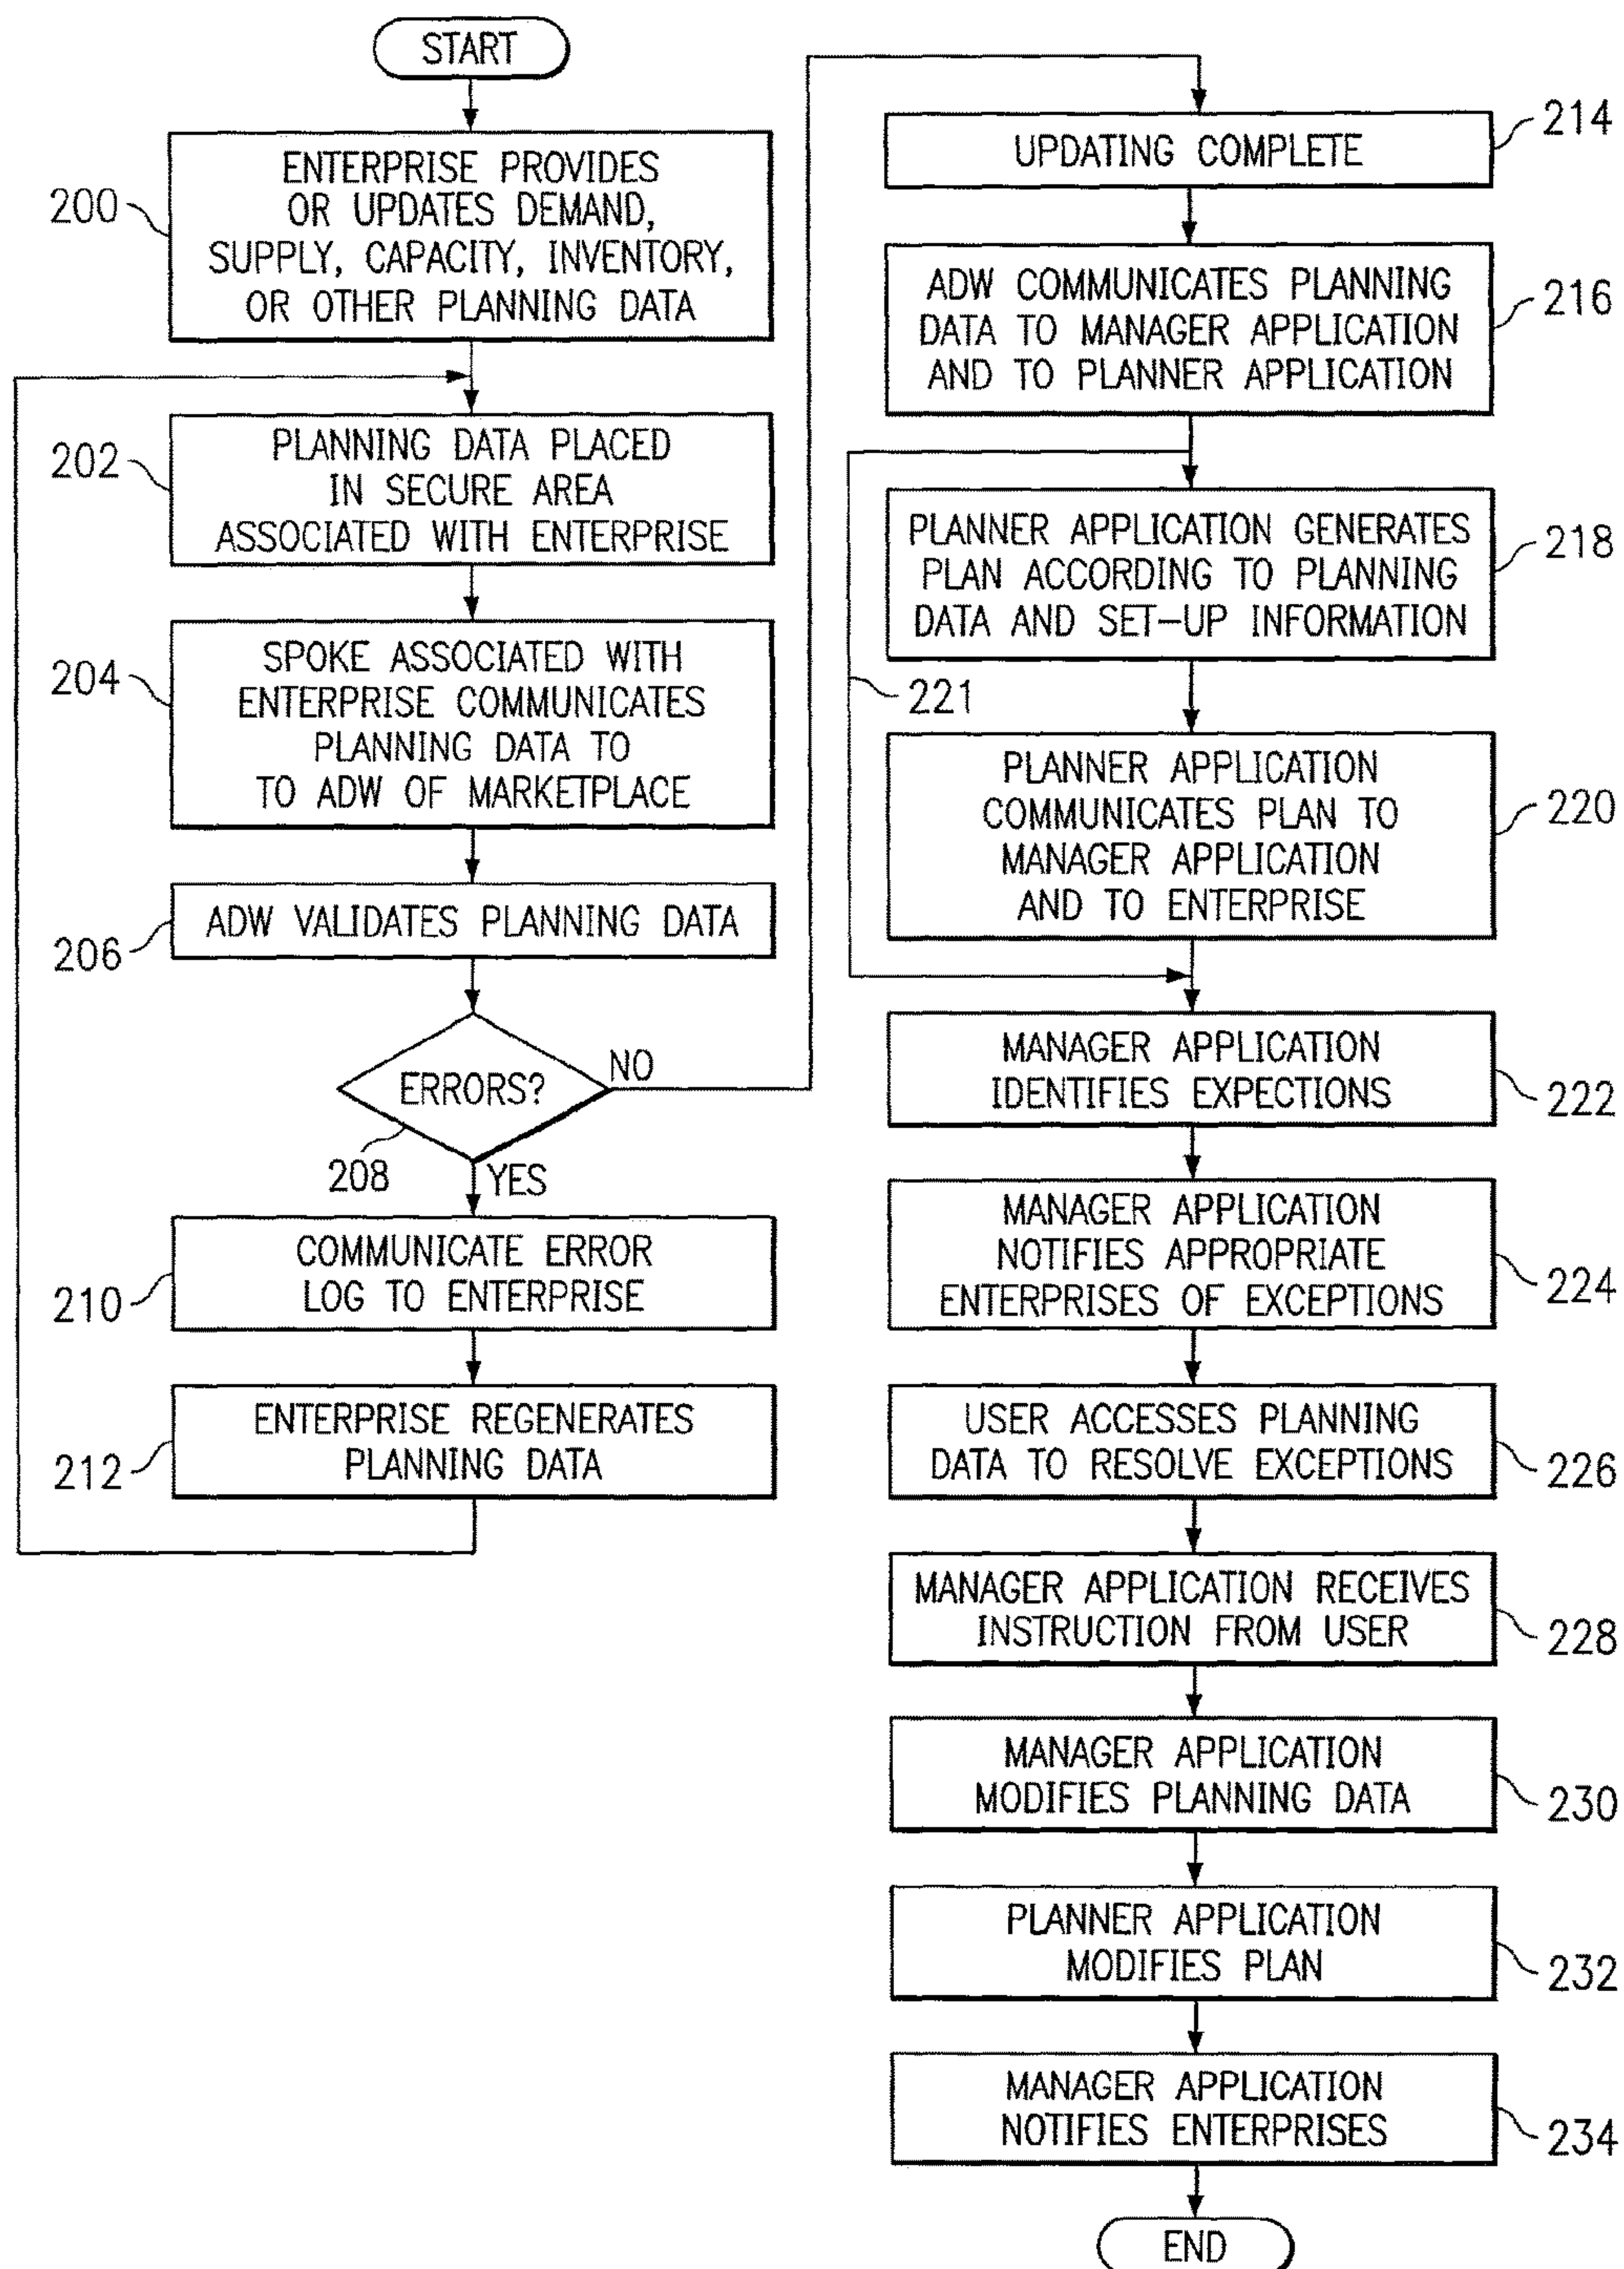 START
200
ENTERPRISE PROVIDES
OR UPDATES DEMAND,
SUPPLY, CAPACITY, INVENTORY,
OR OTHER PLANNING DATA
202
PLANNING DATA PLACED
IN SECURE AREA
ASSOCIATED WITH ENTERPRISE
204
SPOKE ASSOCIATED WITH
ENTERPRISE COMMUNICATES
PLANNING DATA TO
TO ADW OF MARKETPLACE
206
ADW VALIDATES PLANNING DATA
ERRORS?
NO
208
YES
210
COMMUNICATE ERROR
LOG TO ENTERPRISE
212
ENTERPRISE REGENERATES
PLANNING DATA
UPDATING COMPLETE
214
ADW COMMUNICATES PLANNING
DATA TO MANAGER APPLICATION
AND TO PLANNER APPLICATION
216
PLANNER APPLICATION GENERATES
PLAN ACCORDING TO PLANNING
DATA AND SET-UP INFORMATION
218
221
PLANNER APPLICATION
COMMUNICATES PLAN TO
MANAGER APPLICATION
AND TO ENTERPRISE
220
MANAGER APPLICATION
IDENTIFIES EXPECTIONS
222
MANAGER APPLICATION
NOTIFIES APPROPRIATE
ENTERPRISES OF EXCEPTIONS
224
USER ACCESSES PLANNING
DATA TO RESOLVE EXCEPTIONS
226
MANAGER APPLICATION RECEIVES
INSTRUCTION FROM USER
228
MANAGER APPLICATION
MODIFIES PLANNING DATA
230
PLANNER APPLICATION
MODIFIES PLAN
232
MANAGER APPLICATION
NOTIFIES ENTERPRISES
234
END